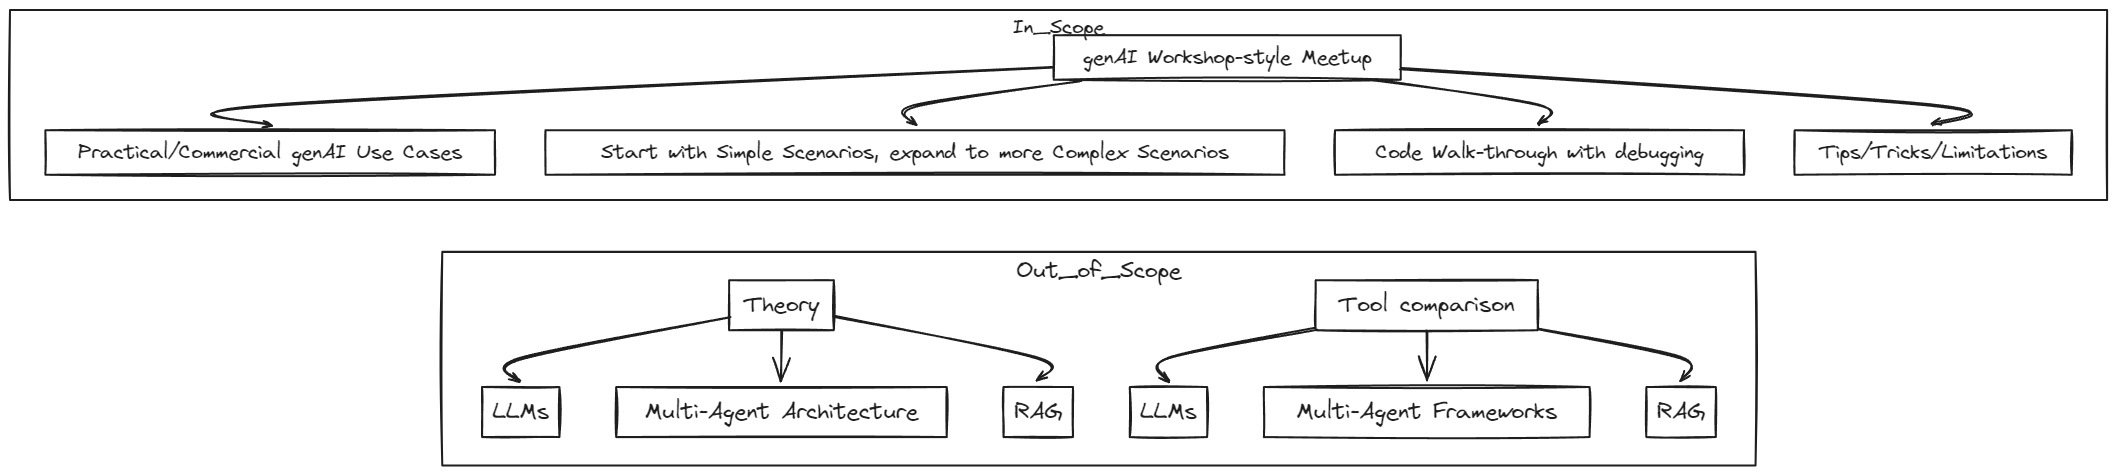 In_Scope
genAI Workshop-style Meetup
Practical/Commercial genAI Use Cases
Start with Simple Scenarios, expand to more Complex Scenarios
Code Walk-through with debugging
Tips/Tricks/Limitations
Out_of_Scope
Theory
Tool comparison
LLMs
Multi-Agent Architecture
RAG
LLMs
Multi-Agent Frameworks
RAG